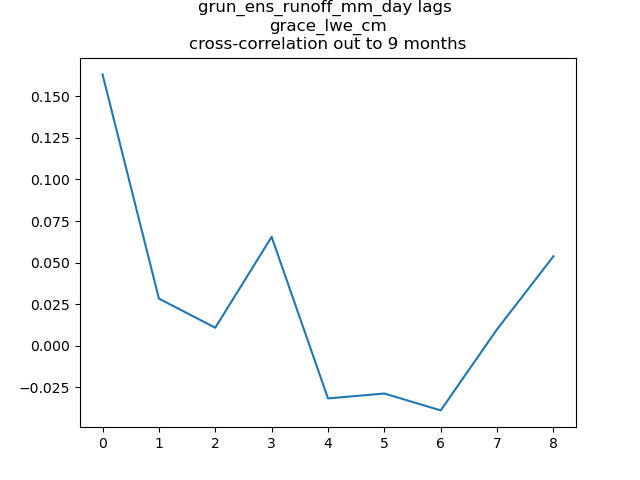 grun_ens_runoff_mm_day lags
grace_lwe_cm
cross-correlation out to 9 months
0.150
0.125
0.100
0.075
0.050
0.025
0.000
−0.025
0 1 2 3 4 5 6 7 8